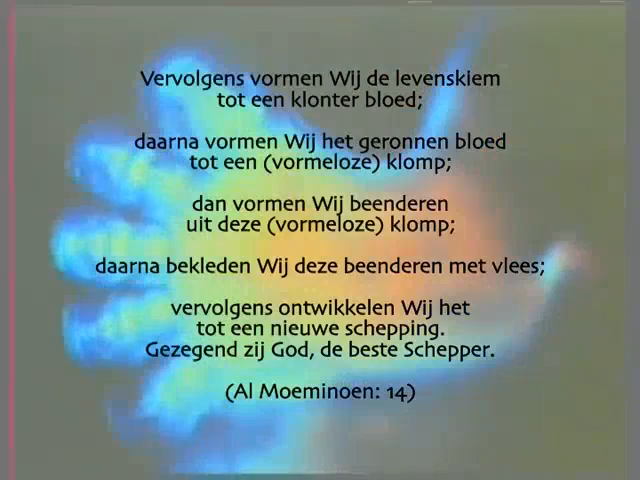 Vervolgens vormen Wij de levenskiem
tot een klonter bloed;
daarna vormen Wij het geronnen bloed
tot een (vormeloze) klomp;
dan vormen Wij beenderen
uit deze (vormeloze) klomp;
daarna bekleden Wij deze beenderen met vlees;
vervolgens ontwikkelen Wij het
tot een nieuwe schepping.
Gezegend zij God, de beste Schepper.
(Al Moeminoen: 14)